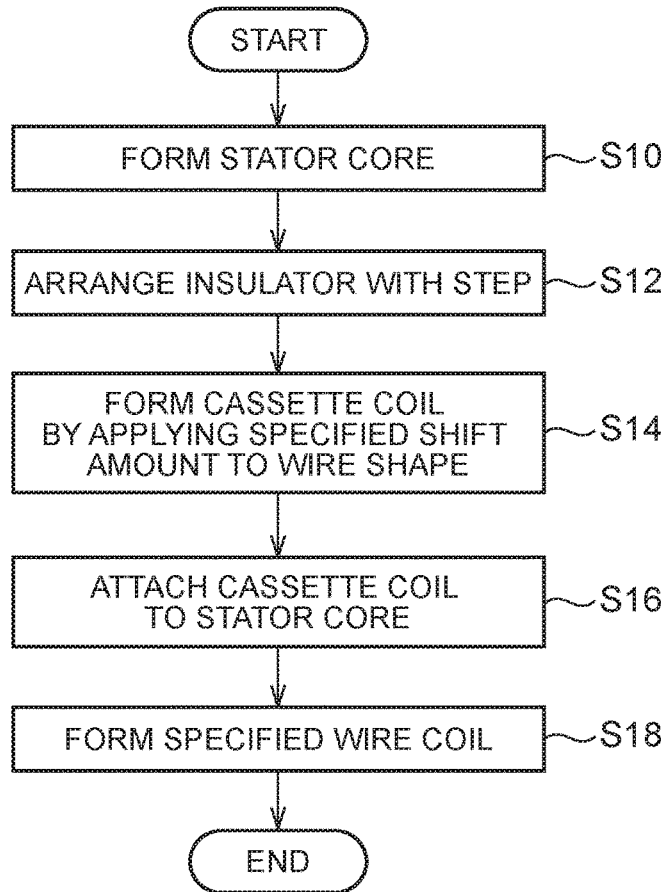 START
FORM STATOR CORE
S10
ARRANGE INSULATOR WITH STEP
S12
FORM CASSETTE COIL
BY APPLYING SPECIFIED SHIFT
AMOUNT TO WIRE SHAPE
S14
ATTACH CASSETTE COIL
TO STATOR CORE
S16
FORM SPECIFIED WIRE COIL
S18
END